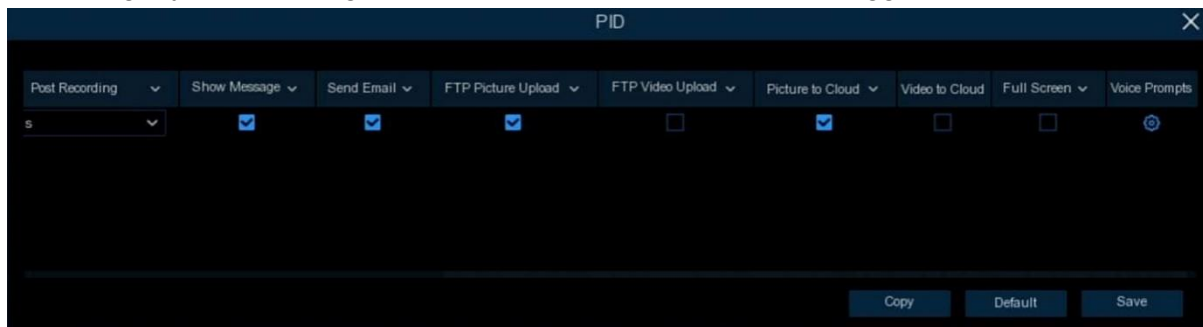 PID
Post Recording Show Message Send Email FTP Picture Upload FTP Video Upload Picture to Cloud Video to Cloud Full Screen Voice Prompts
s
Copy Default Save